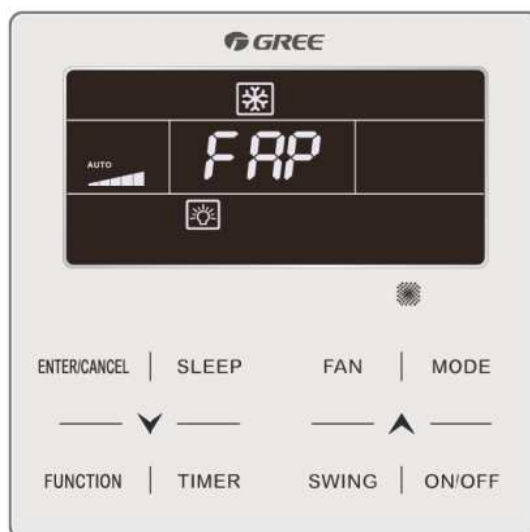 GREE
FAP
AUTO
ENTER/CANCEL SLEEP FAN MODE
FUNCTION TIMER SWING ON/OFF